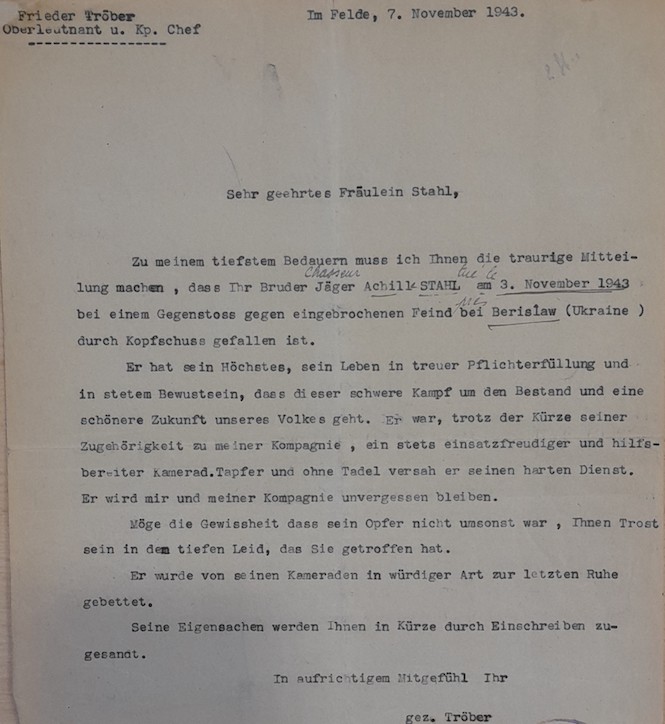 Frieder Tröber
Oberleutnant u. Kp. Chef
Im Felde, 7. November 1943.
Sehr geehrtes Fräulein Stahl,
Zu meinem tiefstem Bedauern muss ich Ihnen die traurige Mittei-
Chasseur tué le
lung machen , dass Ihr Bruder Jäger Achille STAHL am 3. November 1943
près
bei einem Gegenstoss gegen eingebrochenen Feind bei Berislaw (Ukraine )
durch Kopfschuss gefallen ist.
Er hat sein Höchstes, sein Leben in treuer Pflichterfüllung und
in stetem Bewustsein, dass dieser schwere Kampf um den Bestand und eine
schönere Zukunft unseres Volkes geht. Er war, trotz der Kürze seiner
Zugehörigkeit zu meiner Kompagnie , ein stets einsatzfreudiger und hilfs-
bereiter Kamerad.Tapfer und ohne Tadel versah er seinen harten Dienst.
Er wird mir und meiner Kompagnie unvergessen bleiben.
Möge die Gewissheit dass sein Opfer nicht umsonst war , Ihnen Trost
sein in dem tiefen Leid, das Sie getroffen hat.
Er wurde von seinen Kameraden in würdiger Art zur letzten Ruhe
gebettet.
Seine Eigensachen werden Ihnen in Kürze durch Einschreiben zu-
gesandt.
In aufrichtigem Mitgefühl Ihr
gez. Tröber